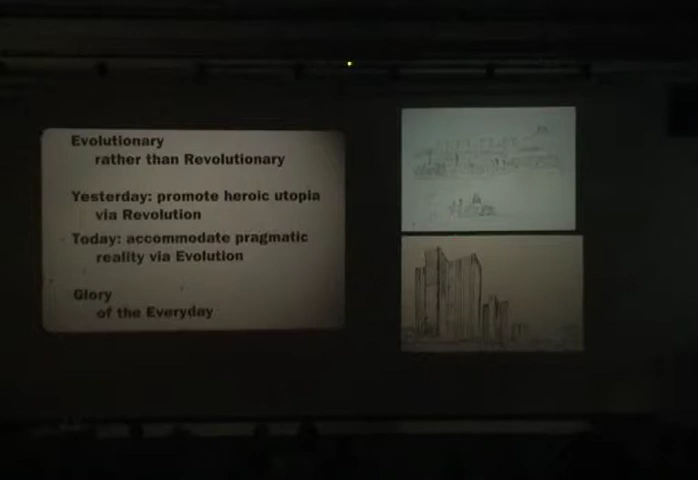 Evolutionary
rather than Revolutionary
Yesterday: promote heroic utopia
via Revolution
Today: accommodate pragmatic
reality via Evolution
Glory
of the Everyday